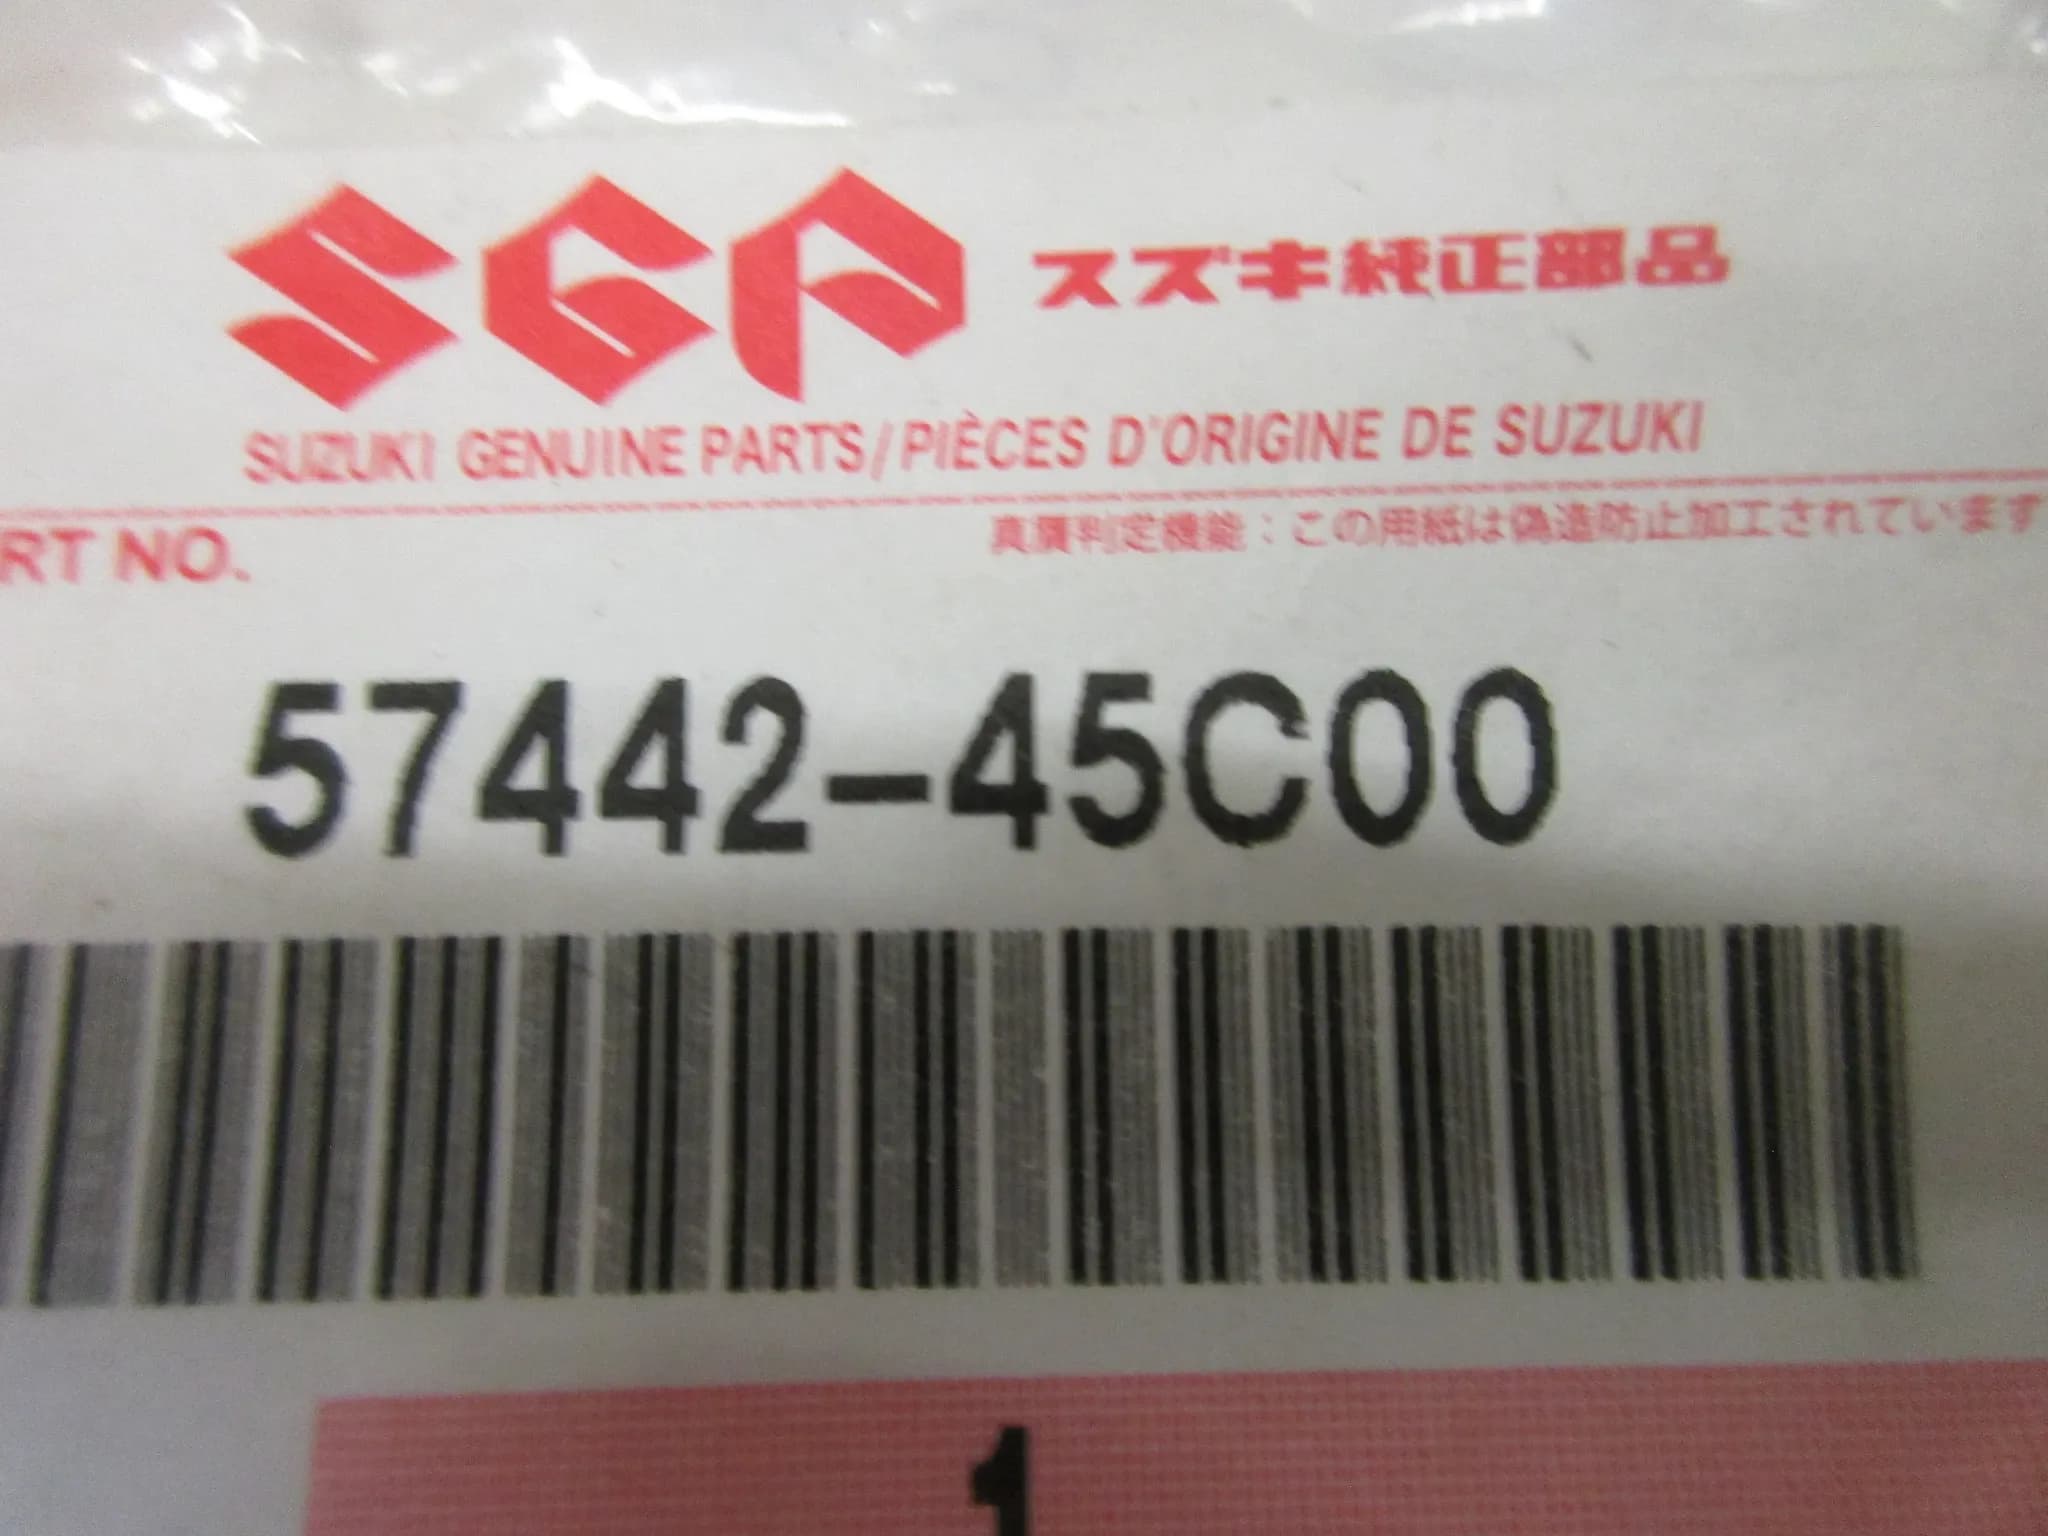 SGP スズキ純正部品
SUZUKI GENUINE PARTS/PIÈCES D'ORIGINE DE SUZUKI
RT NO.
真贋判定機能：この用紙は偽造防止加工されています
57442-45C00
1